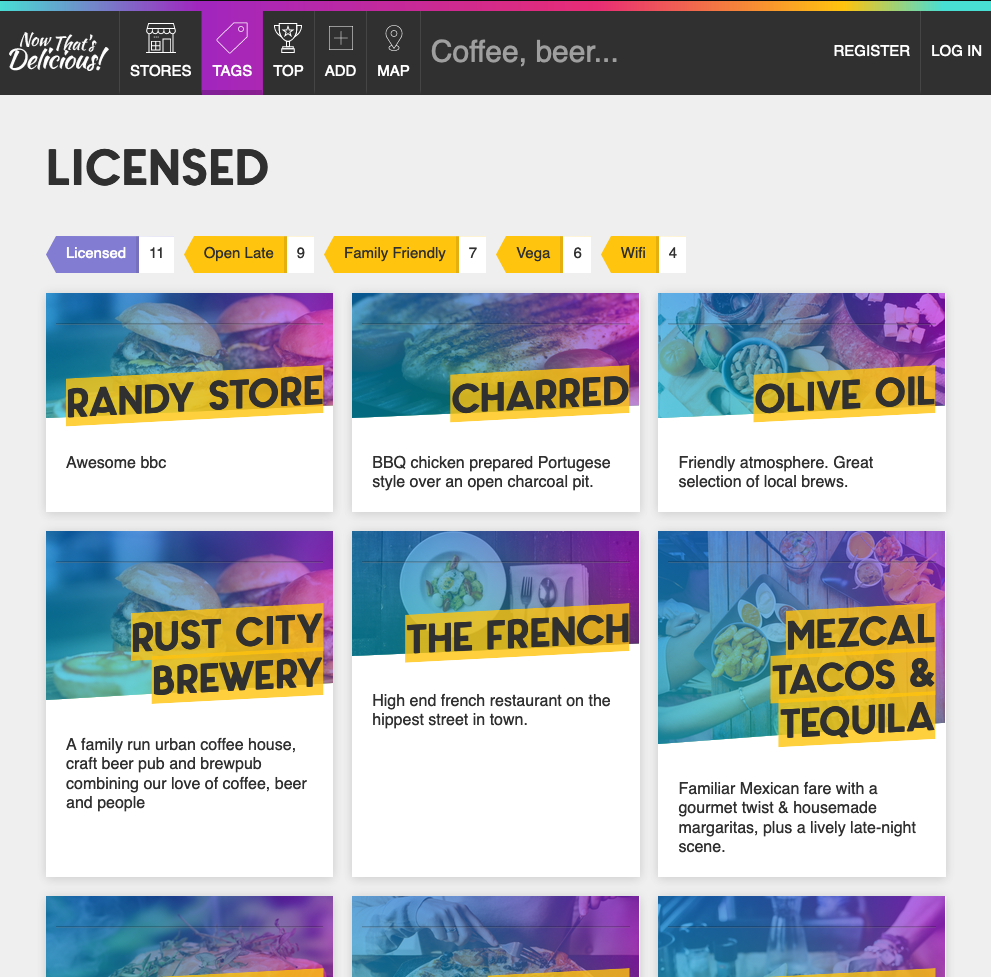 Now That's
Delicious!
STORES
TAGS
TOP
ADD
MAP
Coffee, beer...
REGISTER
LOG IN
LICENSED
Licensed 11
Open Late 9
Family Friendly 7
Vega 6
Wifi 4
RANDY STORE
Awesome bbc
CHARRED
BBQ chicken prepared Portugese
style over an open charcoal pit.
OLIVE OIL
Friendly atmosphere. Great
selection of local brews.
RUST CITY
BREWERY
A family run urban coffee house,
craft beer pub and brewpub
combining our love of coffee, beer
and people
THE FRENCH
High end french restaurant on the
hippest street in town.
MEZCAL
TACOS &
TEQUILA
Familiar Mexican fare with a
gourmet twist & housemade
margaritas, plus a lively late-night
scene.